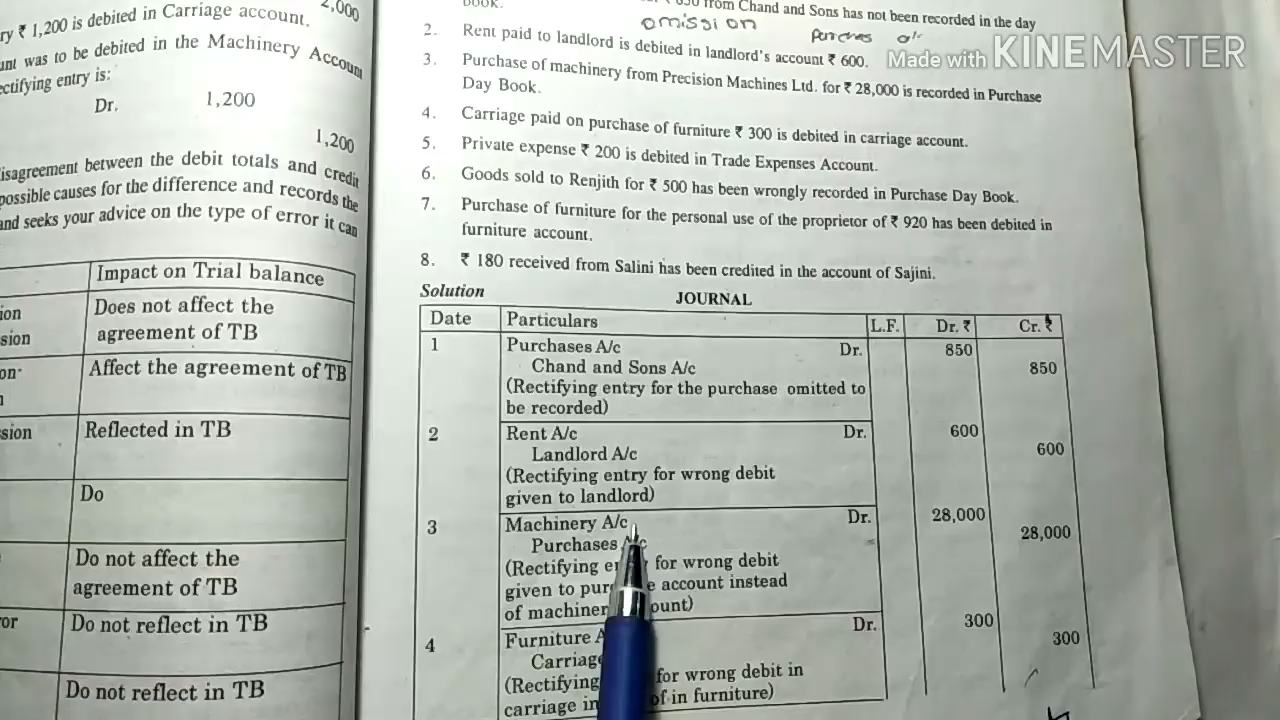 2,000
ry ₹ 1,200 is debited in Carriage account.
unt was to be debited in the Machinery Account
ectifying entry is:
Dr. 1,200
1,200
isagreement between the debit totals and credit
possible causes for the difference and records the
and seeks your advice on the type of error it can
Impact on Trial balance
ion Does not affect the
sion agreement of TB
on- Affect the agreement of TB
sion Reflected in TB
Do
Do not affect the
agreement of TB
or Do not reflect in TB
Do not reflect in TB
book.
from Chand and Sons has not been recorded in the day
omission
2. Rent paid to landlord is debited in landlord's account ₹ 600.
Made with KINEMASTER
3. Purchase of machinery from Precision Machines Ltd. for ₹ 28,000 is recorded in Purchase
Day Book.
4. Carriage paid on purchase of furniture ₹ 300 is debited in carriage account.
5. Private expense ₹ 200 is debited in Trade Expenses Account.
6. Goods sold to Renjith for ₹ 500 has been wrongly recorded in Purchase Day Book.
7. Purchase of furniture for the personal use of the proprietor of ₹ 920 has been debited in
furniture account.
8. ₹ 180 received from Salini has been credited in the account of Sajini.
Solution
JOURNAL
Date Particulars L.F. Dr. ₹ Cr. ₹
1 Purchases A/c Dr. 850
Chand and Sons A/c 850
(Rectifying entry for the purchase omitted to
be recorded)
2 Rent A/c Dr. 600
Landlord A/c 600
(Rectifying entry for wrong debit
given to landlord)
3 Machinery A/c Dr. 28,000
Purchases 28,000
(Rectifying for wrong debit
given to account instead
of
4 Furniture Dr. 300
300
(Rectifying for wrong debit in
carriage of in furniture)